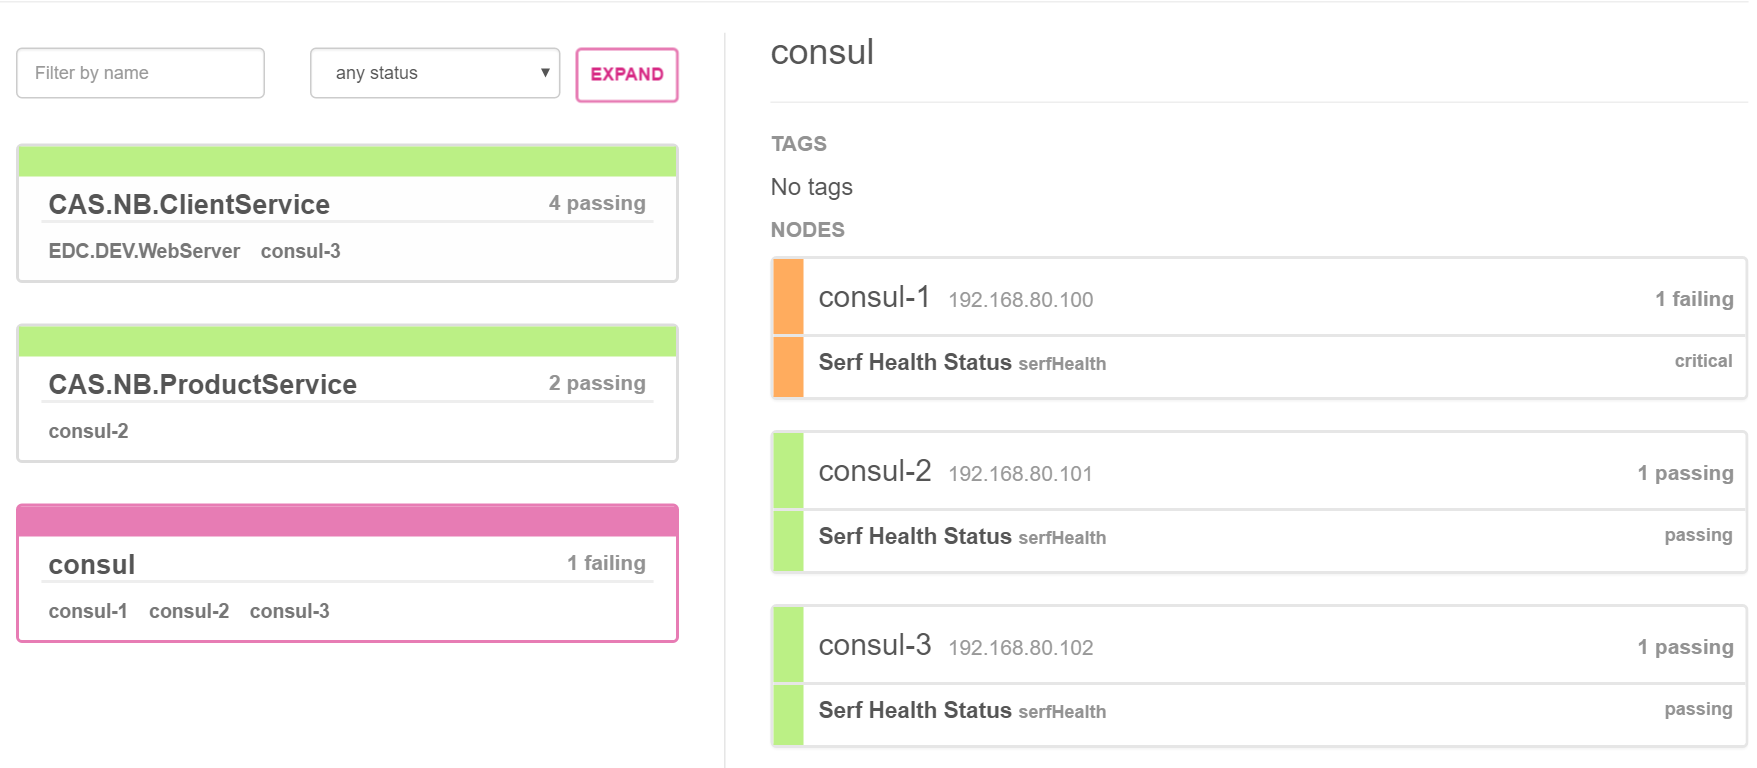 Filter by name
any status
EXPAND
CAS.NB.ClientService 4 passing
EDC.DEV.WebServer consul-3
CAS.NB.ProductService 2 passing
consul-2
consul 1 failing
consul-1 consul-2 consul-3
consul
TAGS
No tags
NODES
consul-1 192.168.80.100 1 failing
Serf Health Status serfHealth critical
consul-2 192.168.80.101 1 passing
Serf Health Status serfHealth passing
consul-3 192.168.80.102 1 passing
Serf Health Status serfHealth passing